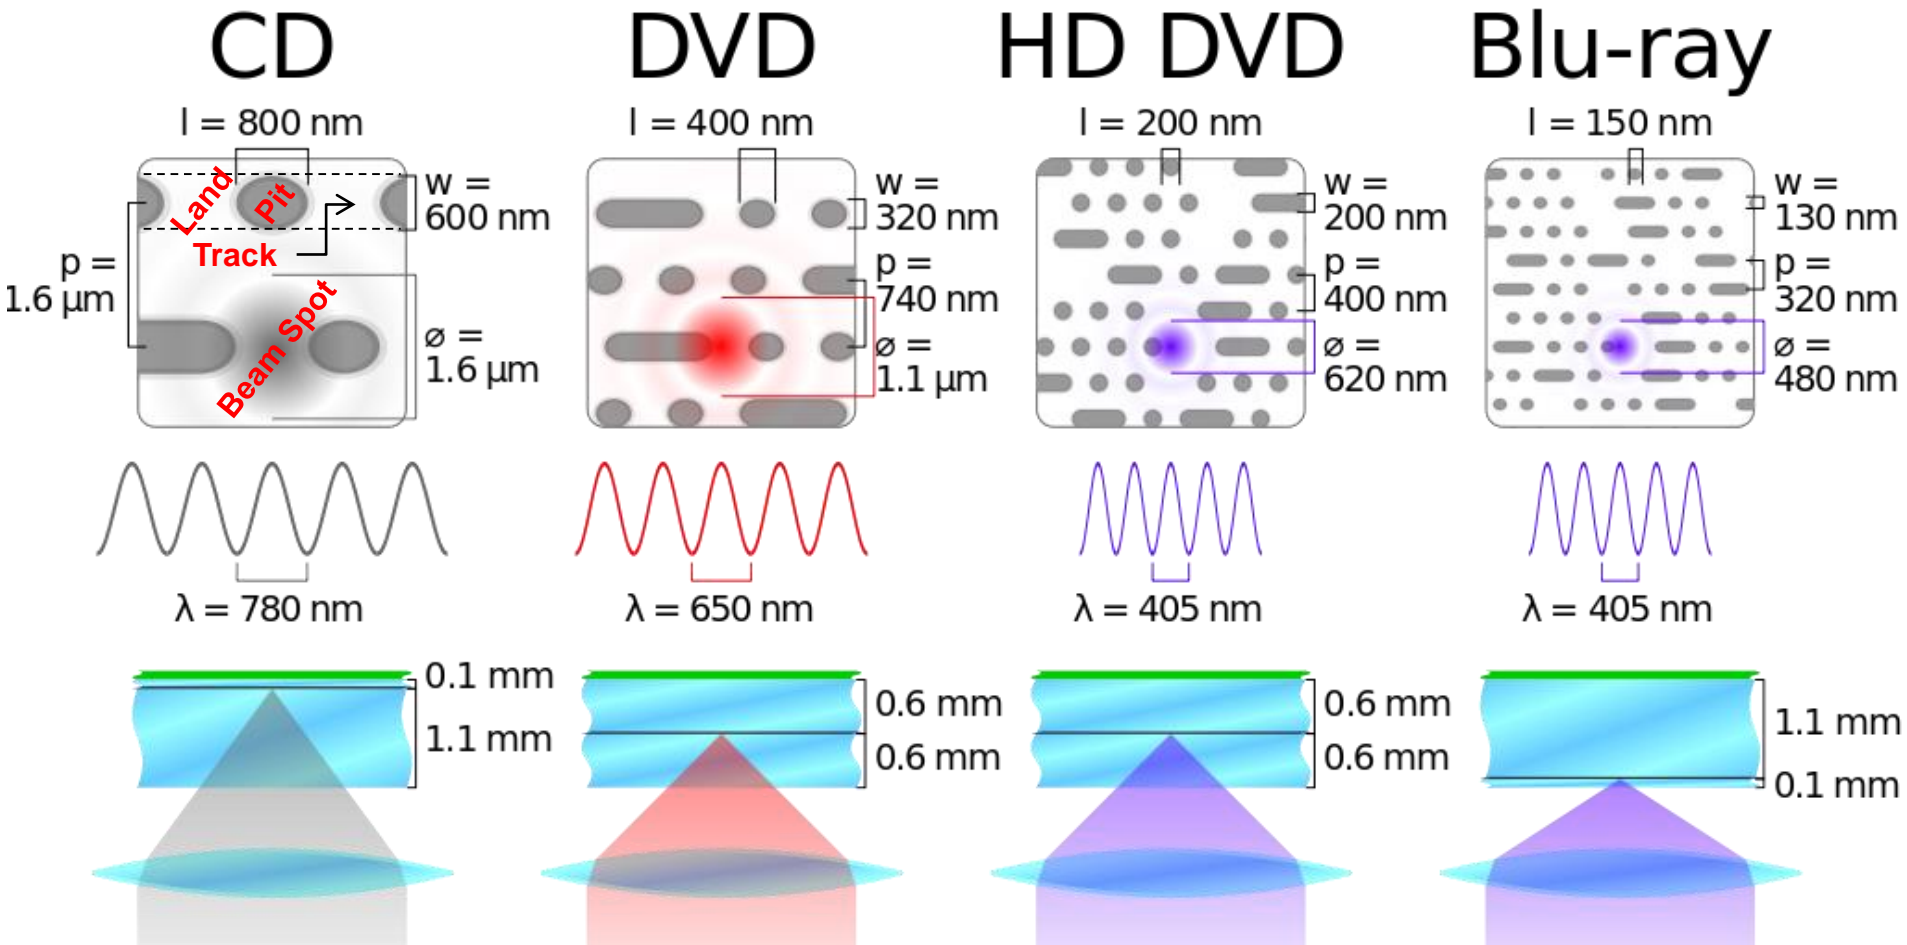 CD
l = 800 nm
Land
Pit
Track
w =
600 nm
p =
1.6 µm
Beam Spot
ø =
1.6 µm
λ = 780 nm
0.1 mm
1.1 mm
DVD
l = 400 nm
w =
320 nm
p =
740 nm
ø =
1.1 µm
λ = 650 nm
0.6 mm
0.6 mm
HD DVD
l = 200 nm
w =
200 nm
p =
400 nm
ø =
620 nm
λ = 405 nm
0.6 mm
0.6 mm
Blu-ray
l = 150 nm
w =
130 nm
p =
320 nm
ø =
480 nm
λ = 405 nm
1.1 mm
0.1 mm